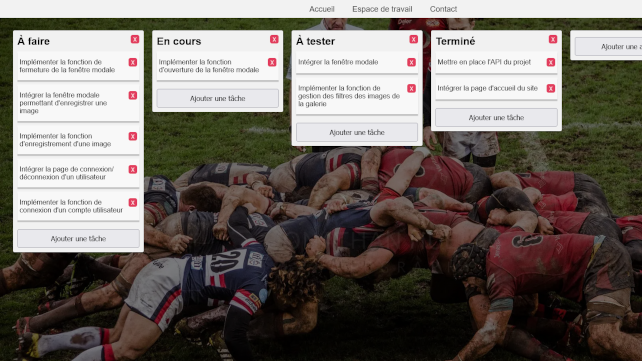 Accueil Espace de travail Contact
À faire
x
Implémenter la fonction de
fermeture de la fenêtre modale
x
Intégrer la fenêtre modale
permettant d'enregistrer une
image
x
Implémenter la fonction
d'enregistrement d'une image
x
Intégrer la page de connexion/
déconnexion d'un utilisateur
x
Implémenter la fonction de
connexion d'un compte utilisateur
x
Ajouter une tâche
En cours
x
Implémenter la fonction
d'ouverture de la fenêtre modale
x
Ajouter une tâche
À tester
x
Intégrer la fenêtre modale
x
Implémenter la fonction de
gestion des filtres des images de
la galerie
x
Ajouter une tâche
Terminé
x
Mettre en place l'API du projet
x
Intégrer la page d'accueil du site
x
Ajouter une tâche
Ajouter une
20
9